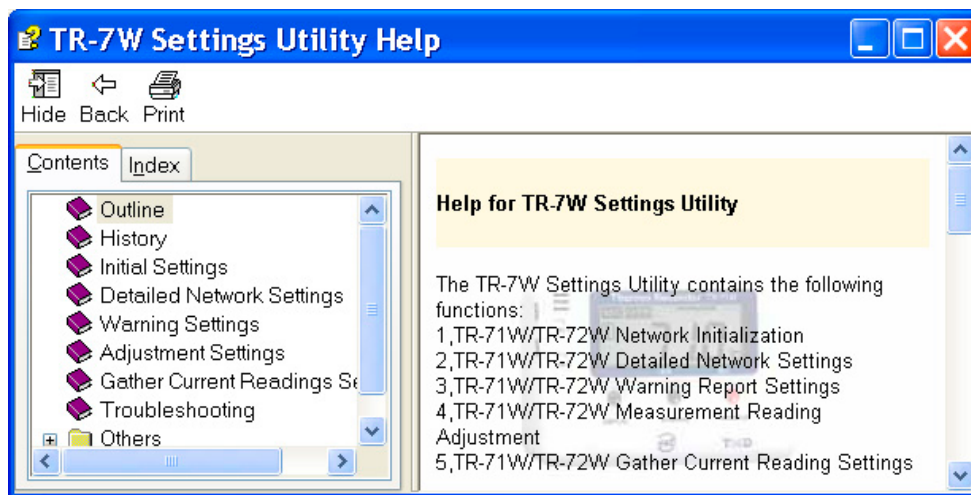 TR-7W Settings Utility Help
Hide Back Print
Contents Index
Outline
History
Initial Settings
Detailed Network Settings
Warning Settings
Adjustment Settings
Gather Current Readings Se
Troubleshooting
Others
Help for TR-7W Settings Utility
The TR-7W Settings Utility contains the following
functions:
1,TR-71W/TR-72W Network Initialization
2,TR-71W/TR-72W Detailed Network Settings
3,TR-71W/TR-72W Warning Report Settings
4,TR-71W/TR-72W Measurement Reading
Adjustment
5,TR-71W/TR-72W Gather Current Reading Settings